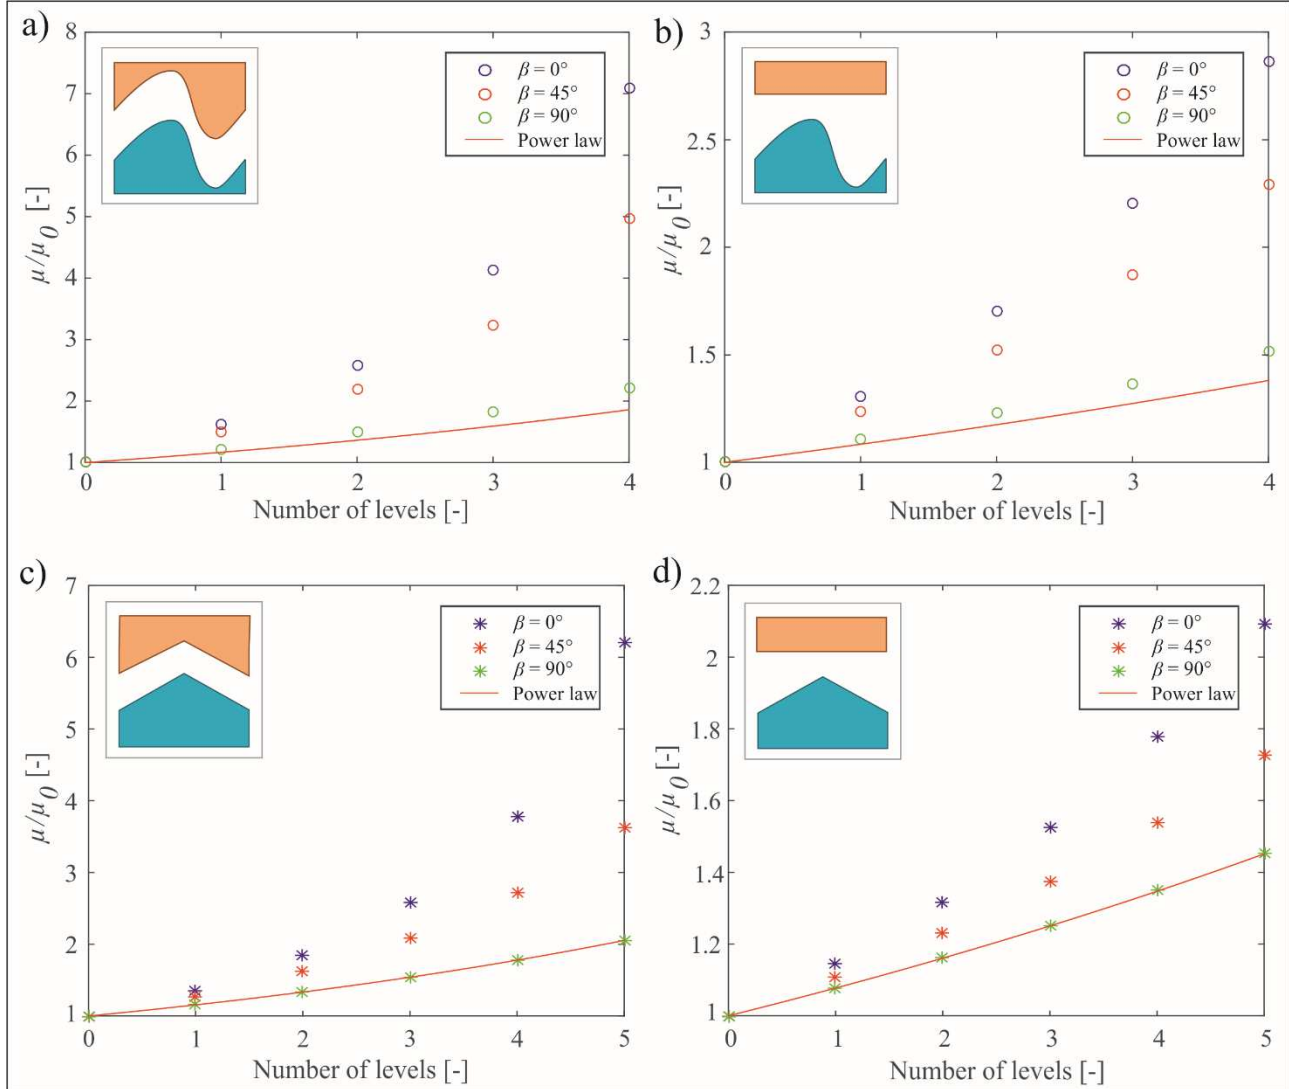 a)
8
7
6
5
4
3
2
1
μ/μ0 [-]
β = 0°
β = 45°
β = 90°
Power law
0 1 2 3 4
Number of levels [-]
b)
3
2.5
2
1.5
1
μ/μ0 [-]
β = 0°
β = 45°
β = 90°
Power law
0 1 2 3 4
Number of levels [-]
c)
7
6
5
4
3
2
1
μ/μ0 [-]
β = 0°
β = 45°
β = 90°
Power law
0 1 2 3 4 5
Number of levels [-]
d)
2.2
2
1.8
1.6
1.4
1.2
1
μ/μ0 [-]
β = 0°
β = 45°
β = 90°
Power law
0 1 2 3 4 5
Number of levels [-]